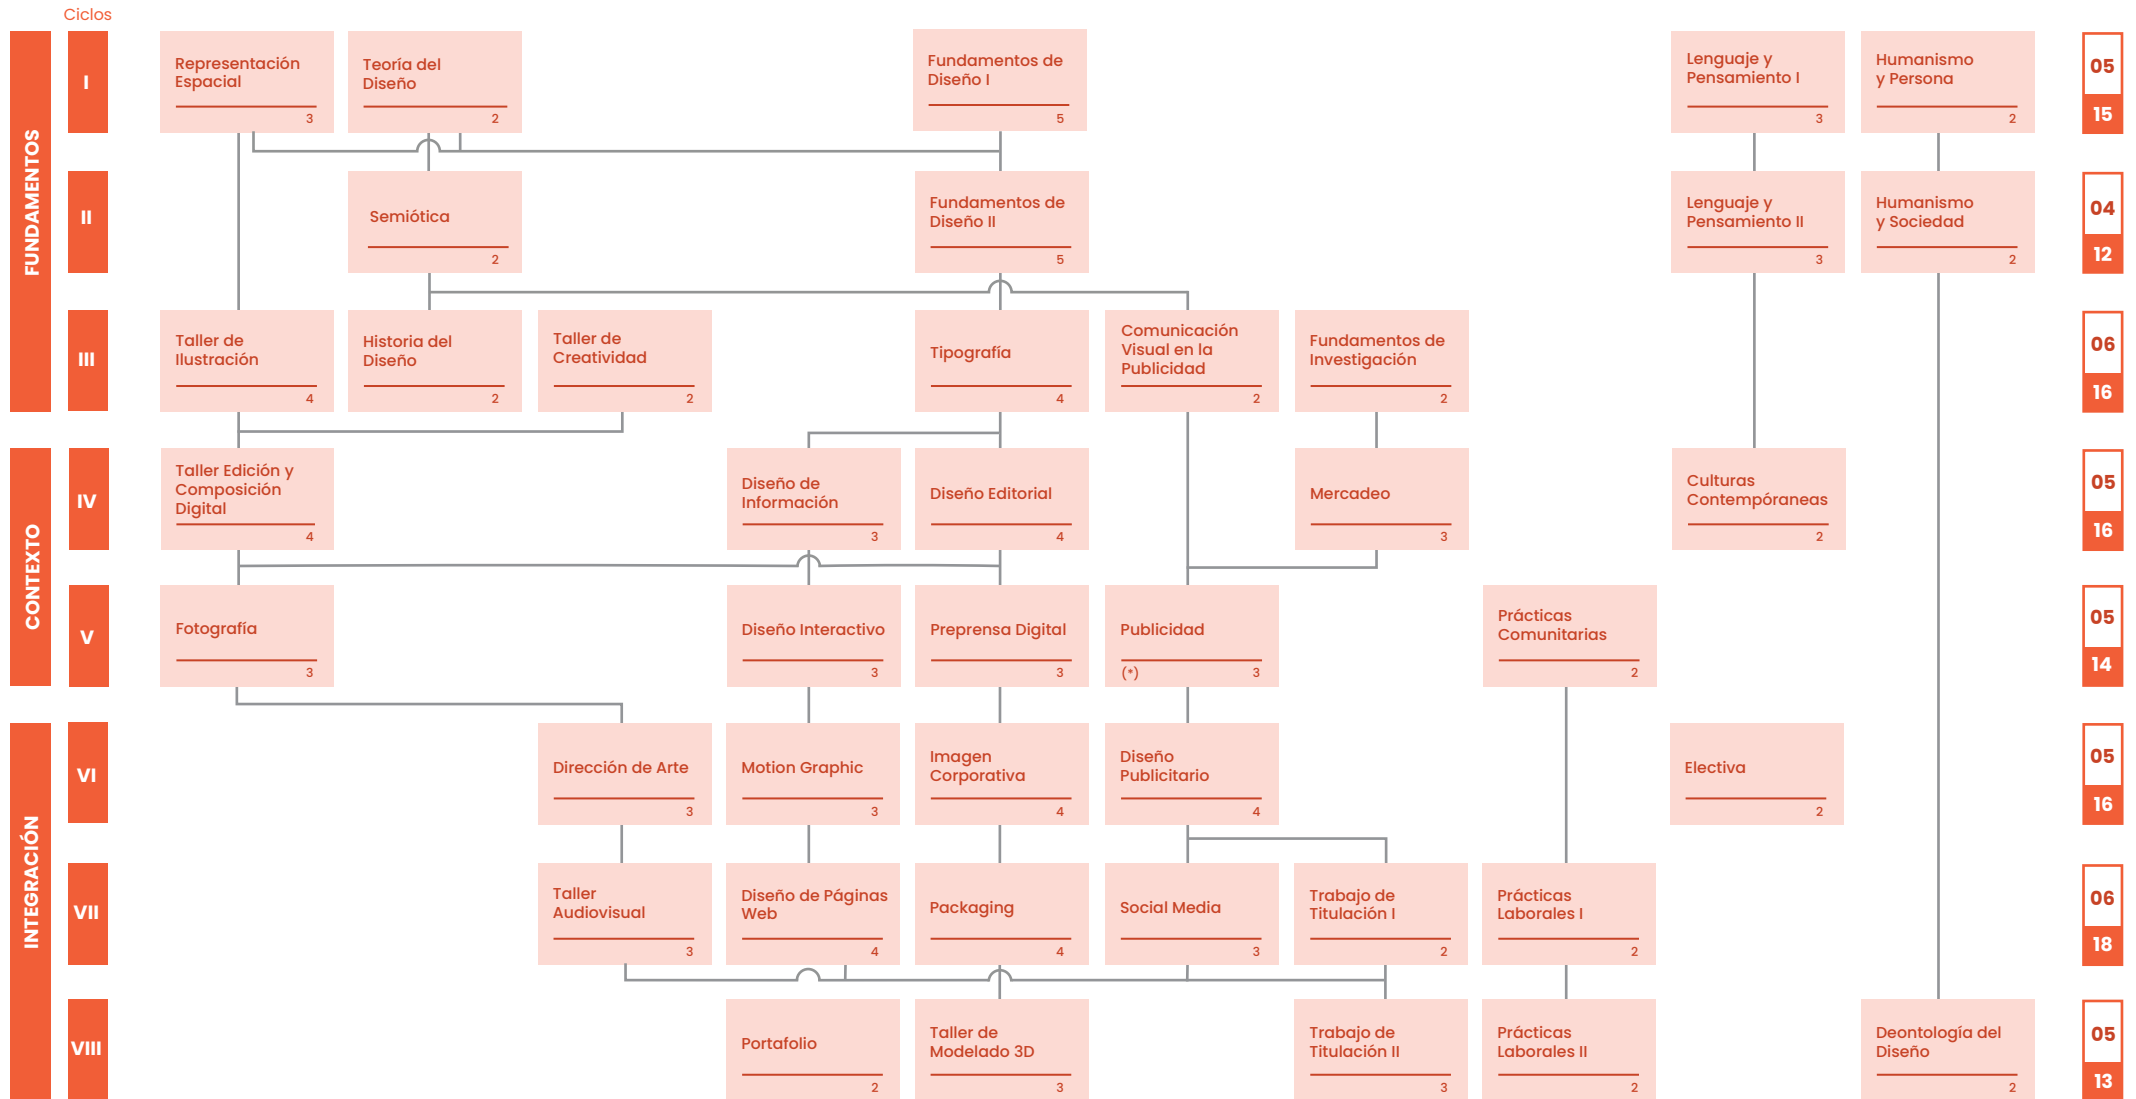 Ciclos
FUNDAMENTOS
I
Representación
Espacial
3
Teoría del
Diseño
2
Fundamentos de
Diseño I
5
Lenguaje y
Pensamiento I
3
Humanismo
y Persona
2
05
15
II
Semiótica
2
Fundamentos de
Diseño II
5
Lenguaje y
Pensamiento II
3
Humanismo
y Sociedad
2
04
12
III
Taller de
Ilustración
4
Historia del
Diseño
2
Taller de
Creatividad
2
Tipografía
4
Comunicación
Visual en la
Publicidad
2
Fundamentos de
Investigación
2
06
16
CONTEXTO
IV
Taller Edición y
Composición
Digital
4
Diseño de
Información
3
Diseño Editorial
4
Mercadeo
3
Culturas
Contempóraneas
2
05
16
V
Fotografía
3
Diseño Interactivo
3
Preprensa Digital
3
Publicidad
(*) 3
Prácticas
Comunitarias
2
05
14
INTEGRACIÓN
VI
Dirección de Arte
3
Motion Graphic
3
Imagen
Corporativa
4
Diseño
Publicitario
4
Electiva
2
05
16
VII
Taller
Audiovisual
3
Diseño de Páginas
Web
4
Packaging
4
Social Media
3
Trabajo de
Titulación I
2
Prácticas
Laborales I
2
06
18
VIII
Portafolio
2
Taller de
Modelado 3D
3
Trabajo de
Titulación II
3
Prácticas
Laborales II
2
Deontología del
Diseño
2
05
13